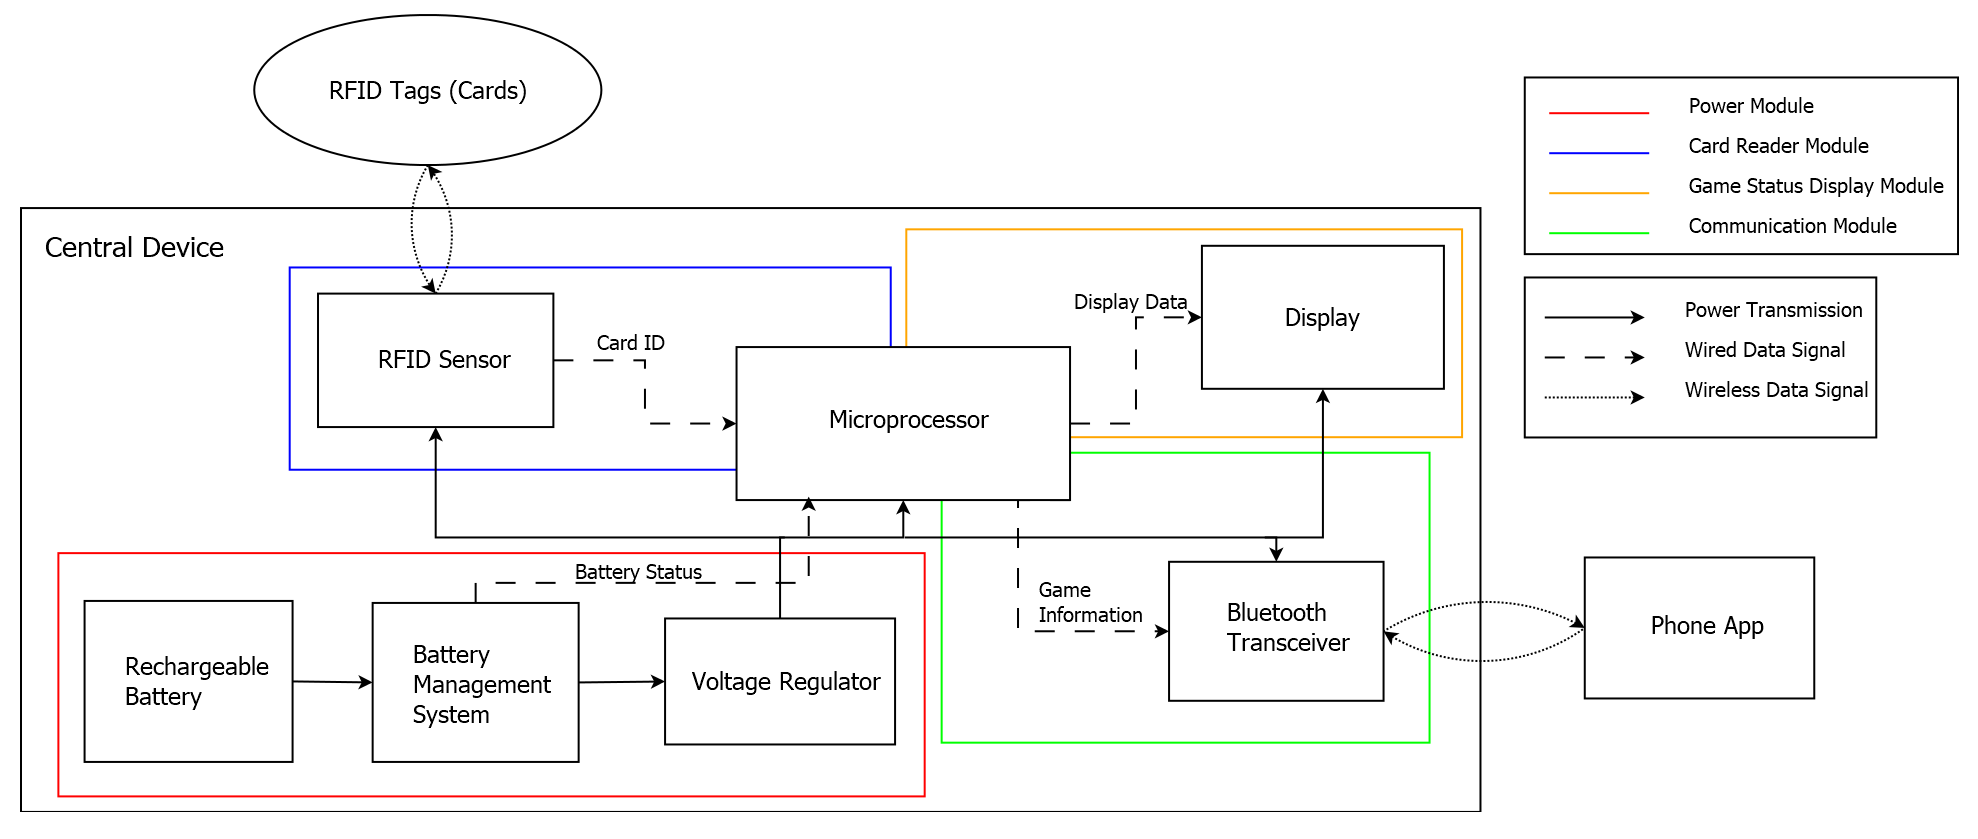 RFID Tags (Cards)
Power Module
Card Reader Module
Game Status Display Module
Communication Module
Central Device
Power Transmission
Wired Data Signal
Wireless Data Signal
RFID Sensor
Card ID
Microprocessor
Display Data
Display
Battery Status
Rechargeable
Battery
Battery
Management
System
Voltage Regulator
Game
Information
Bluetooth
Transceiver
Phone App